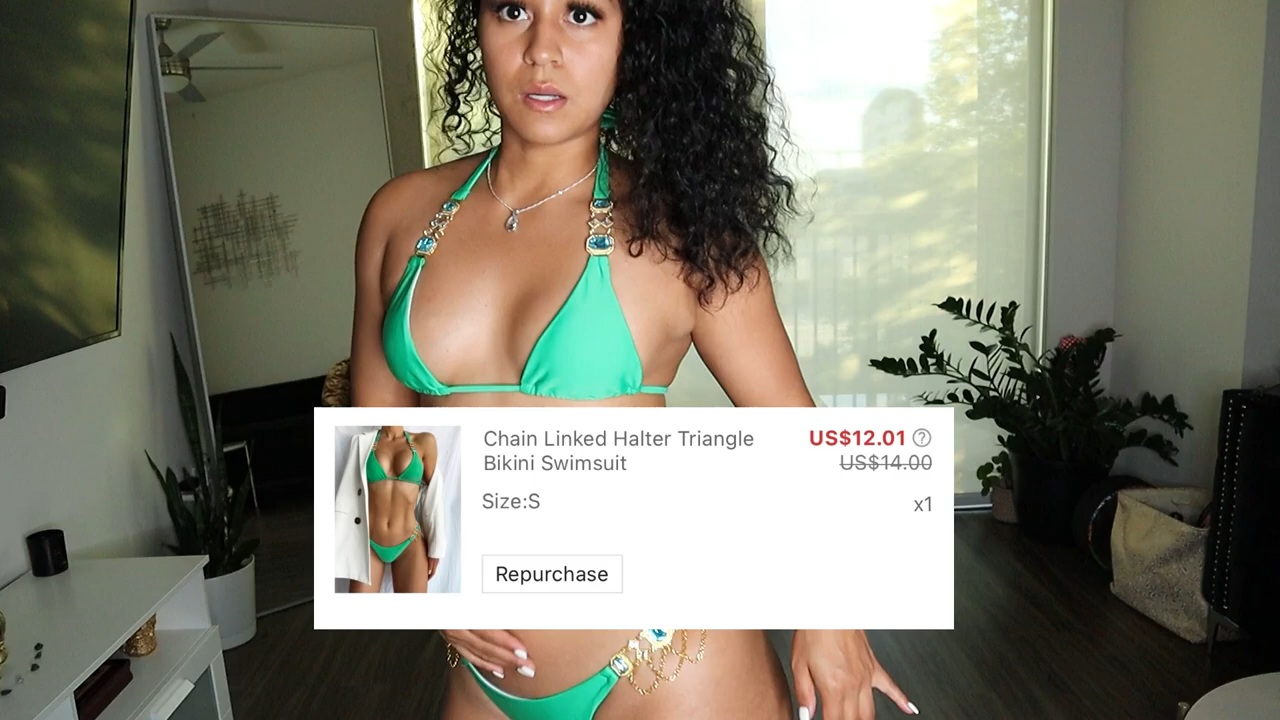 Chain Linked Halter Triangle
Bikini Swimsuit
US$12.01 ?
US$14.00
Size:S
x1
Repurchase